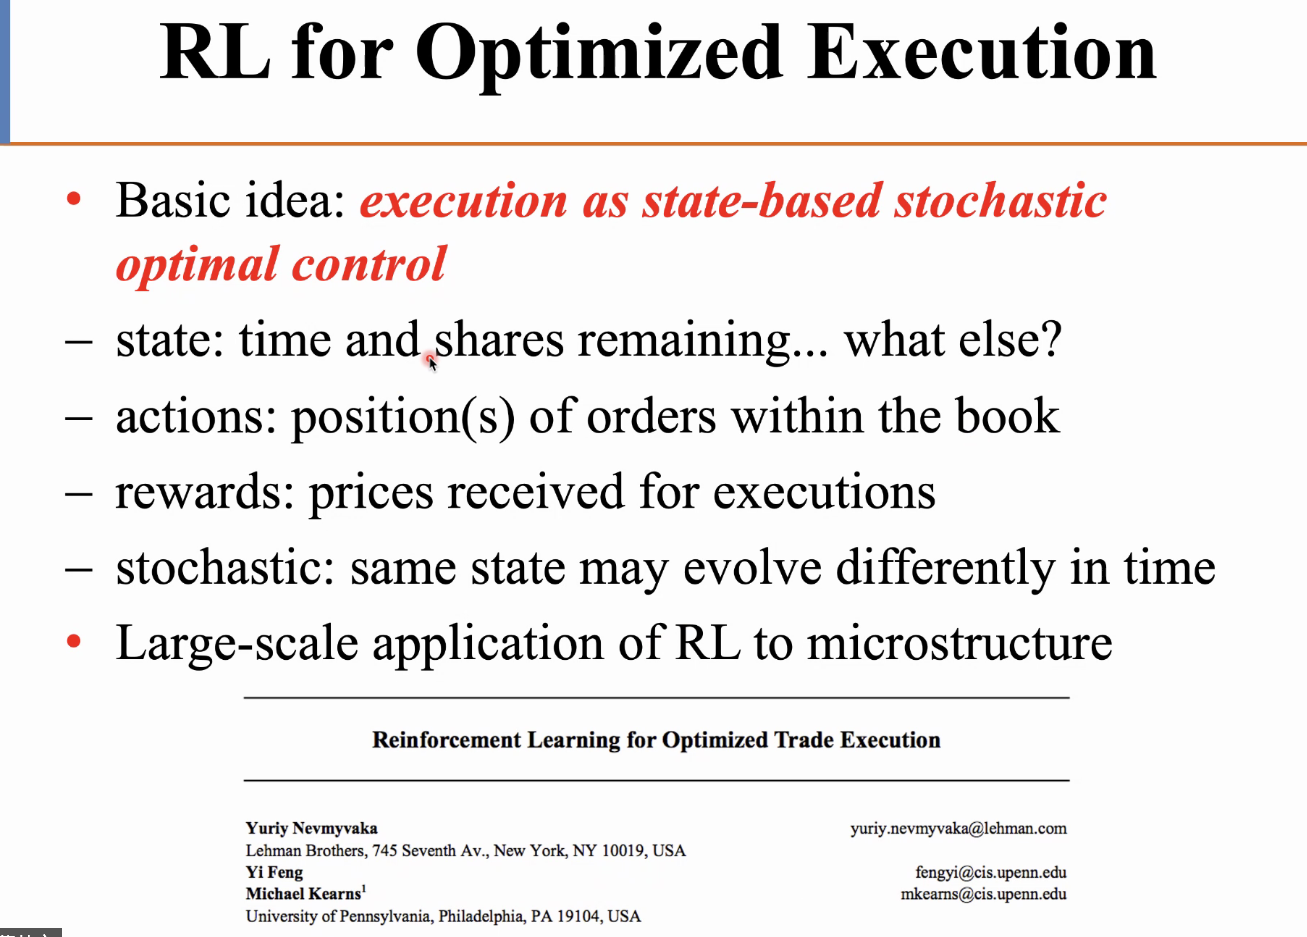 RL for Optimized Execution
• Basic idea: execution as state-based stochastic
optimal control
– state: time and shares remaining... what else?
– actions: position(s) of orders within the book
– rewards: prices received for executions
– stochastic: same state may evolve differently in time
• Large-scale application of RL to microstructure
Reinforcement Learning for Optimized Trade Execution
Yuriy Nevmyvaka yuriy.nevmyvaka@lehman.com
Lehman Brothers, 745 Seventh Av., New York, NY 10019, USA
Yi Feng fengyi@cis.upenn.edu
Michael Kearns¹ mkearns@cis.upenn.edu
University of Pennsylvania, Philadelphia, PA 19104, USA